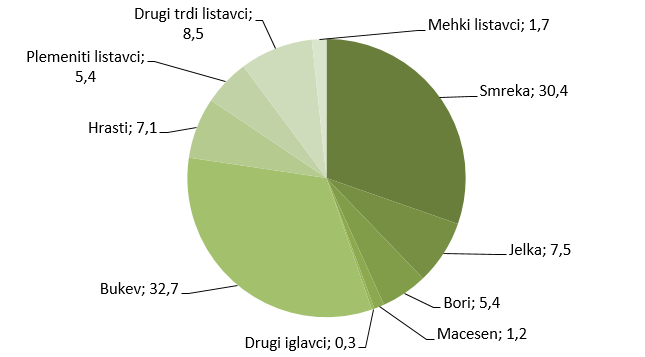 Drugi trdi listavci;
8,5
Mehki listavci; 1,7
Plemeniti listavci;
5,4
Smreka; 30,4
Hrasti; 7,1
Jelka; 7,5
Bukev; 32,7
Bori; 5,4
Macesen; 1,2
Drugi iglavci; 0,3